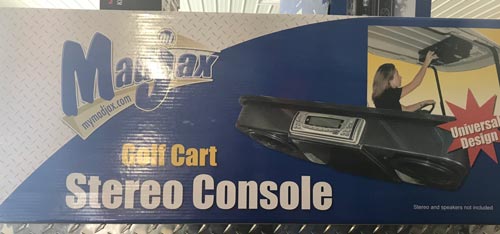 MadJax
mymadjax.com
Golf Cart
Stereo Console
Universal
Design
Stereo and speakers not included